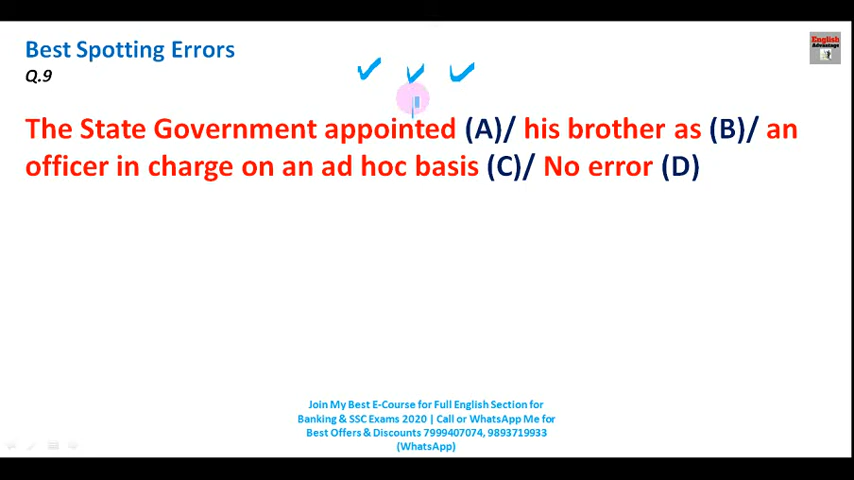 Best Spotting Errors
English
Advantage
Q.9
The State Government appointed (A)/ his brother as (B)/ an
officer in charge on an ad hoc basis (C)/ No error (D)
Join My Best E-Course for Full English Section for
Banking & SSC Exams 2020 | Call or WhatsApp Me for
Best Offers & Discounts 7999407074, 9893719933
(WhatsApp)